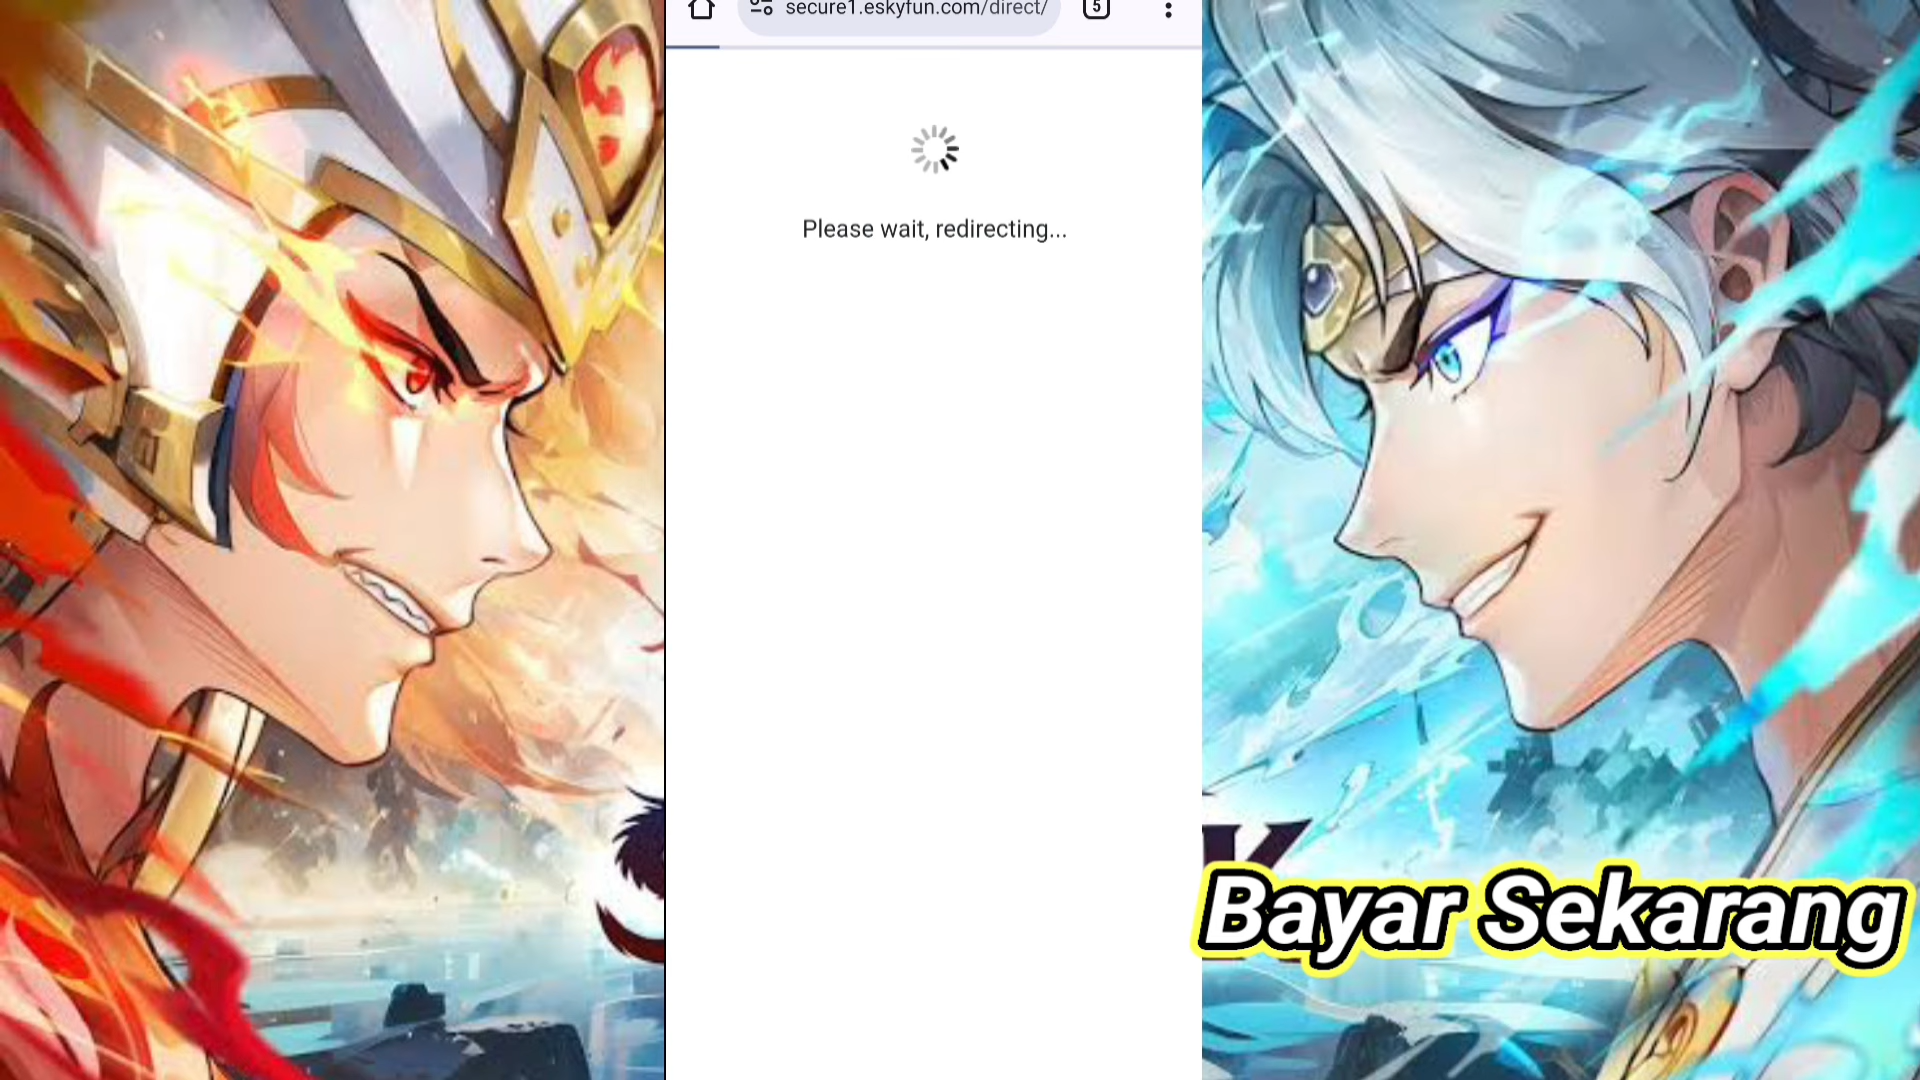 secure1.eskyfun.com/direct/
5
Please wait, redirecting...
K
Bayar Sekarang